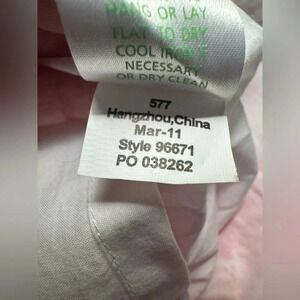 HANG OR LAY
FLAT TO DRY
COOL IRON IF
NECESSARY
OR DRY CLEAN
577
Hangzhou,China
Mar-11
Style 96671
PO 038262